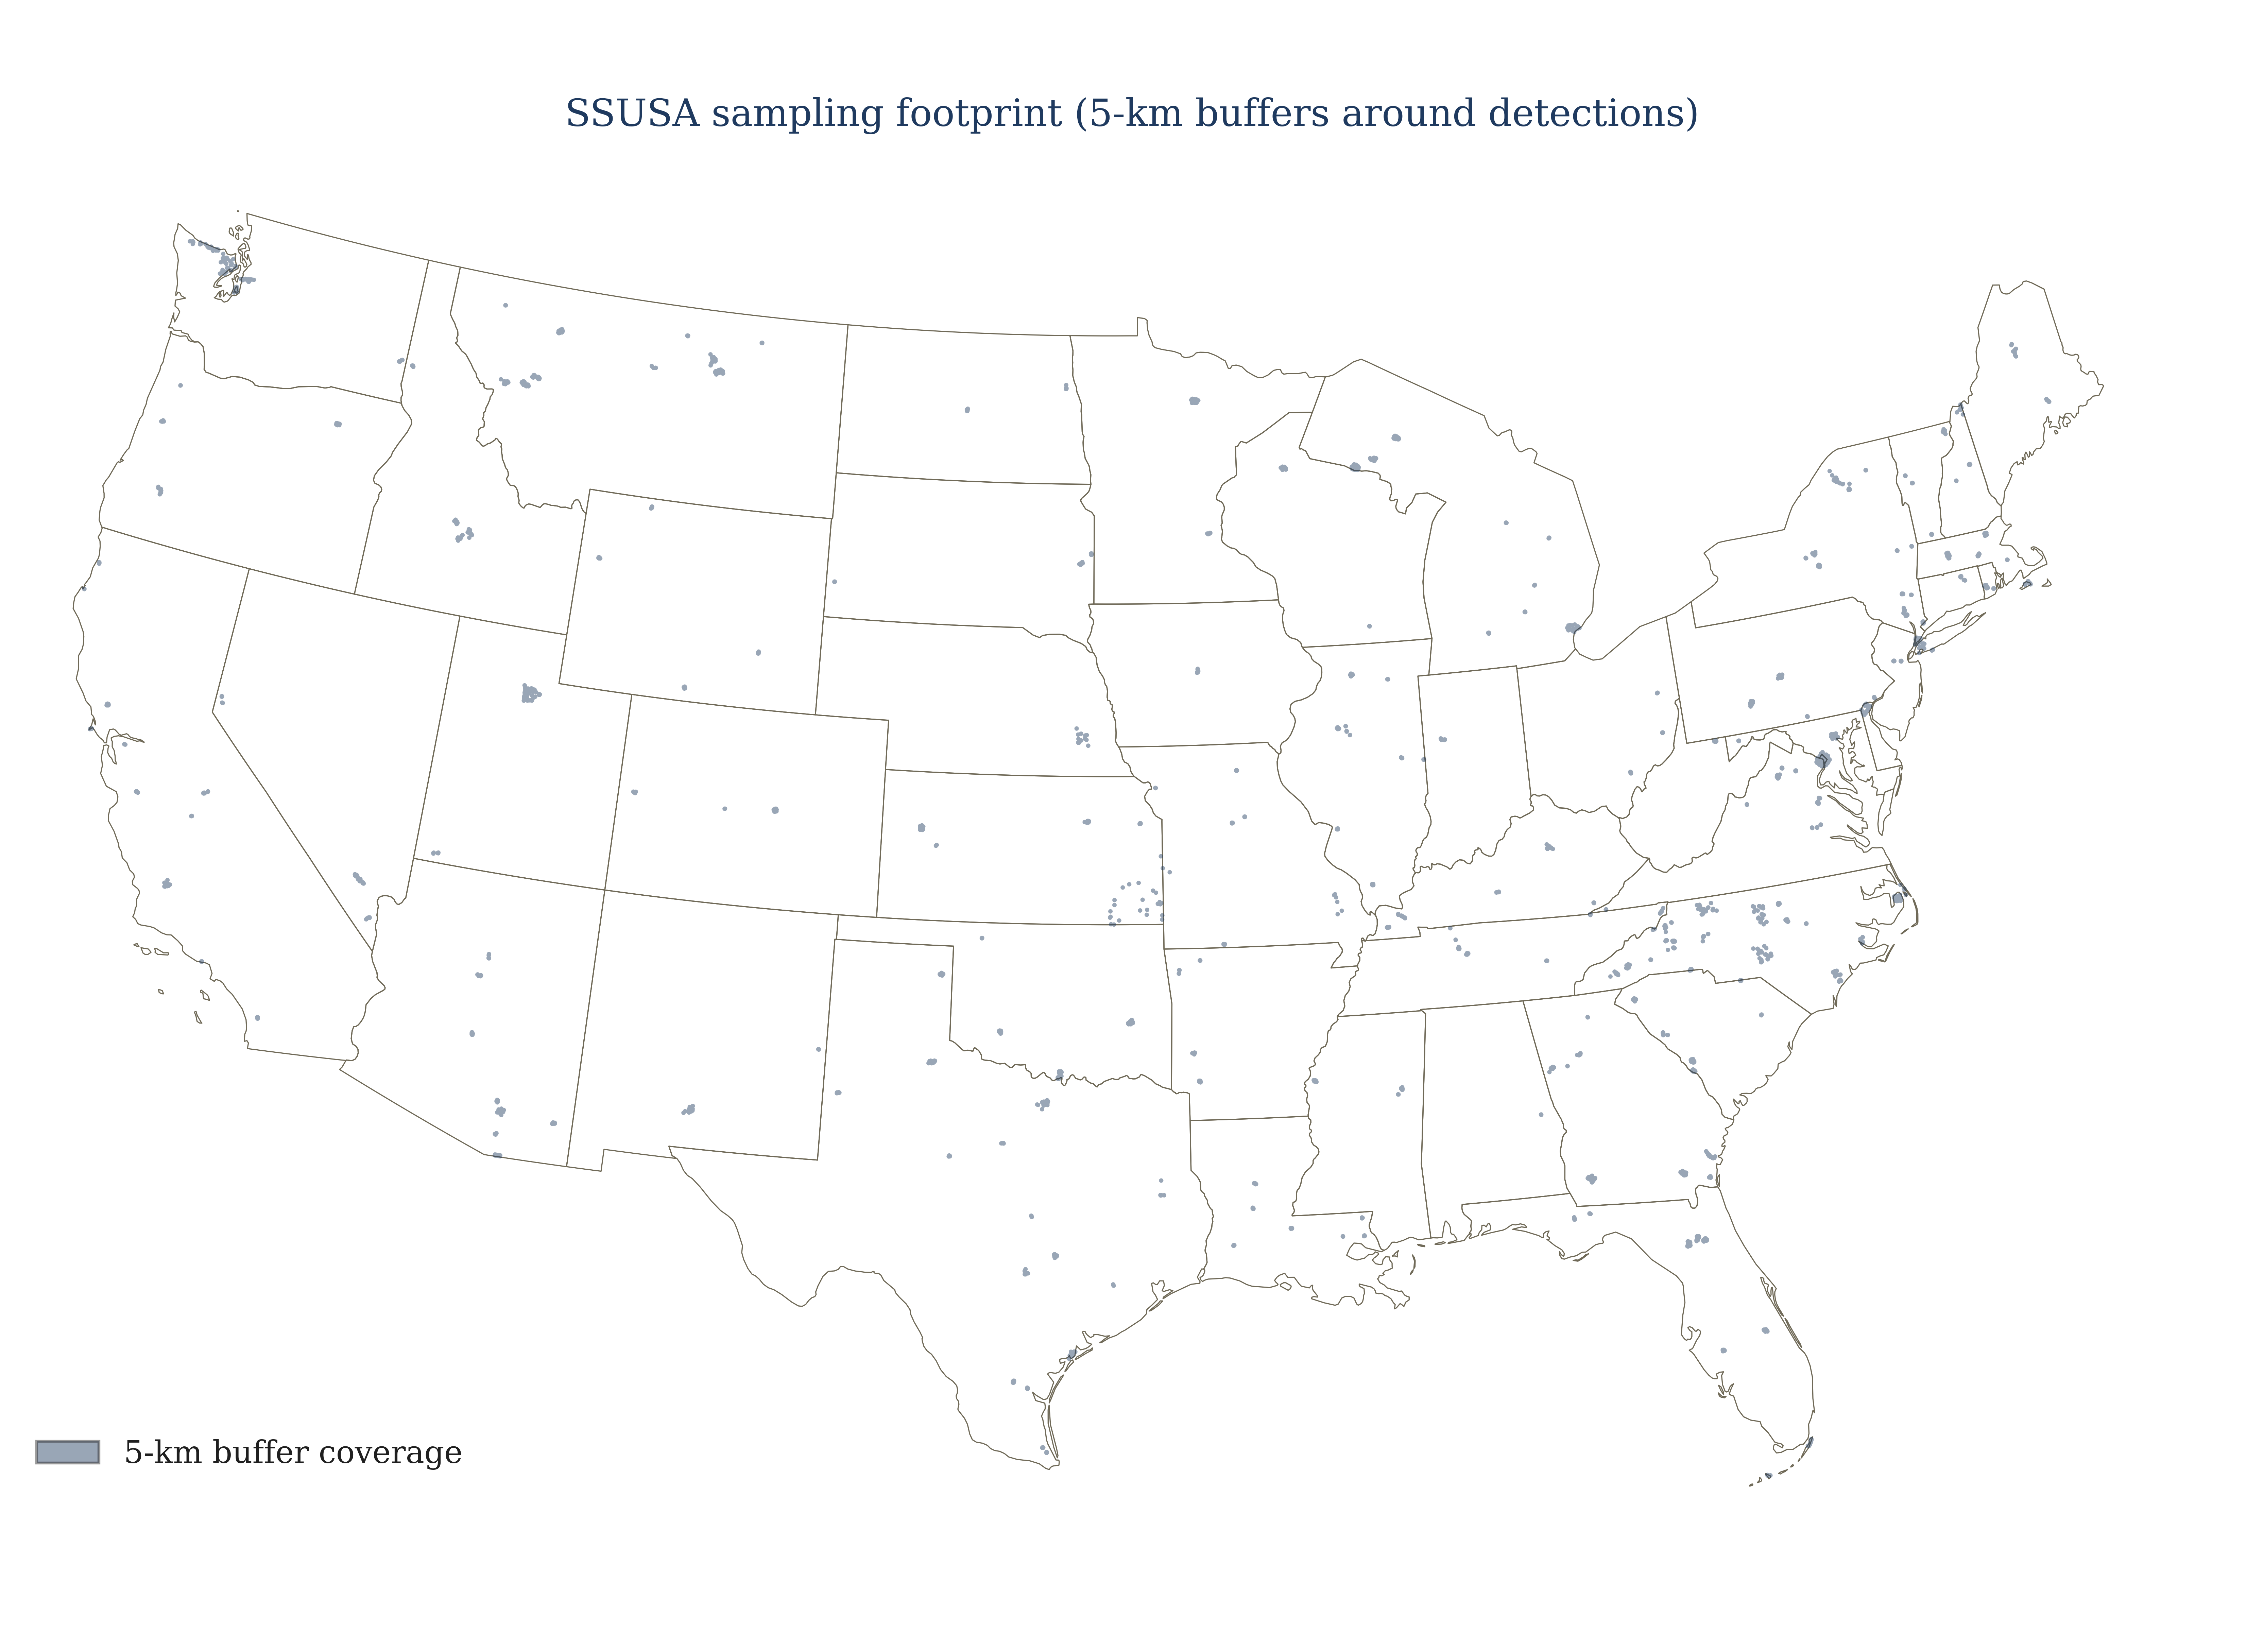 SSUSA sampling footprint (5-km buffers around detections)
5-km buffer coverage